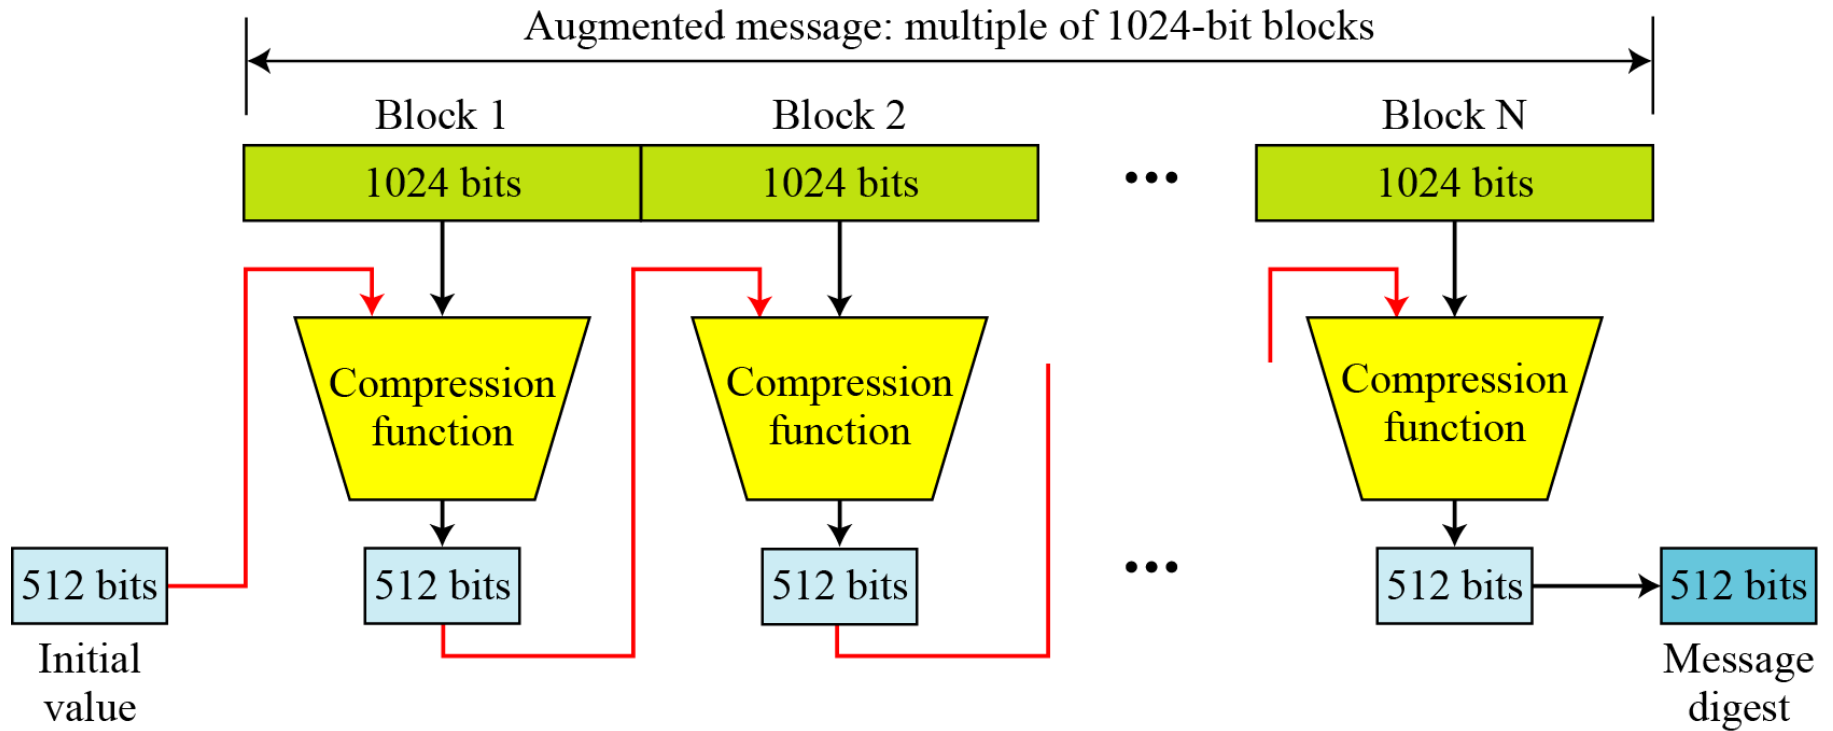 Augmented message: multiple of 1024-bit blocks
Block 1
Block 2
Block N
1024 bits
1024 bits
•••
1024 bits
Compression
function
Compression
function
Compression
function
512 bits
512 bits
512 bits
•••
512 bits
512 bits
Initial
value
Message
digest